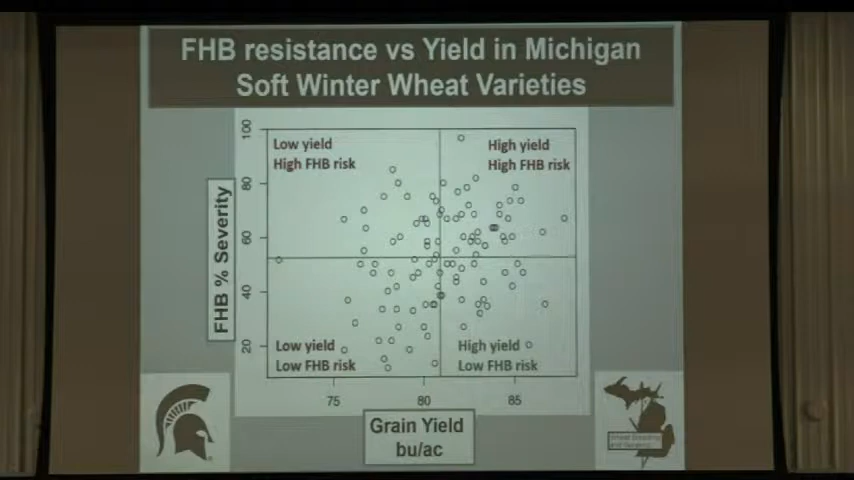 FHB resistance vs Yield in Michigan
Soft Winter Wheat Varieties
Low yield
High FHB risk
High yield
High FHB risk
Low yield
Low FHB risk
High yield
Low FHB risk
FHB % Severity
100
80
60
40
20
75
80
85
Grain Yield
bu/ac
Wheat Breeding